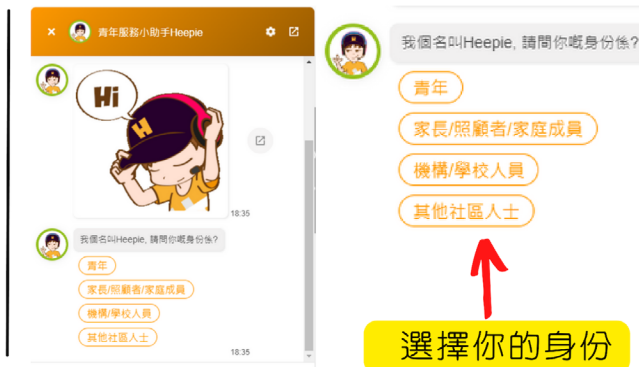 青年服務小助手Heepie
Hi
H
18:35
我個名叫Heepie, 請問你嘅身份係?
青年
家長/照顧者/家庭成員
機構/學校人員
其他社區人士
18:35
我個名叫Heepie, 請問你嘅身份係?
青年
家長/照顧者/家庭成員
機構/學校人員
其他社區人士
選擇你的身份